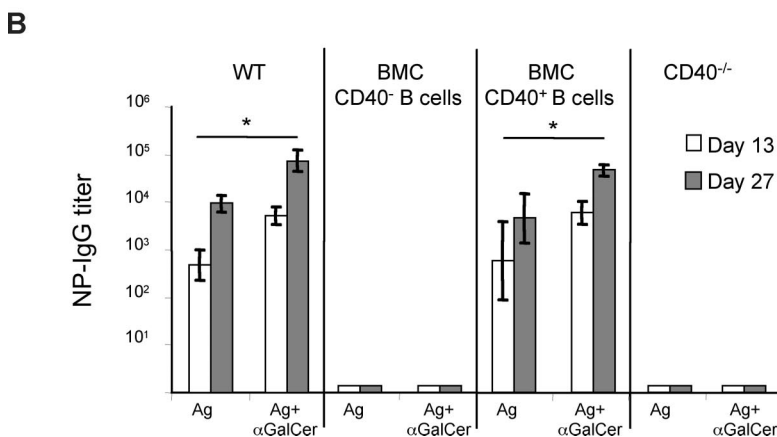 B
WT
BMC
CD40⁻ B cells
BMC
CD40⁺ B cells
CD40⁻/⁻
Day 13
Day 27
NP-IgG titer
10⁶
10⁵
10⁴
10³
10²
10¹
*
*
Ag
Ag+
αGalCer
Ag
Ag+
αGalCer
Ag
Ag+
αGalCer
Ag
Ag+
αGalCer